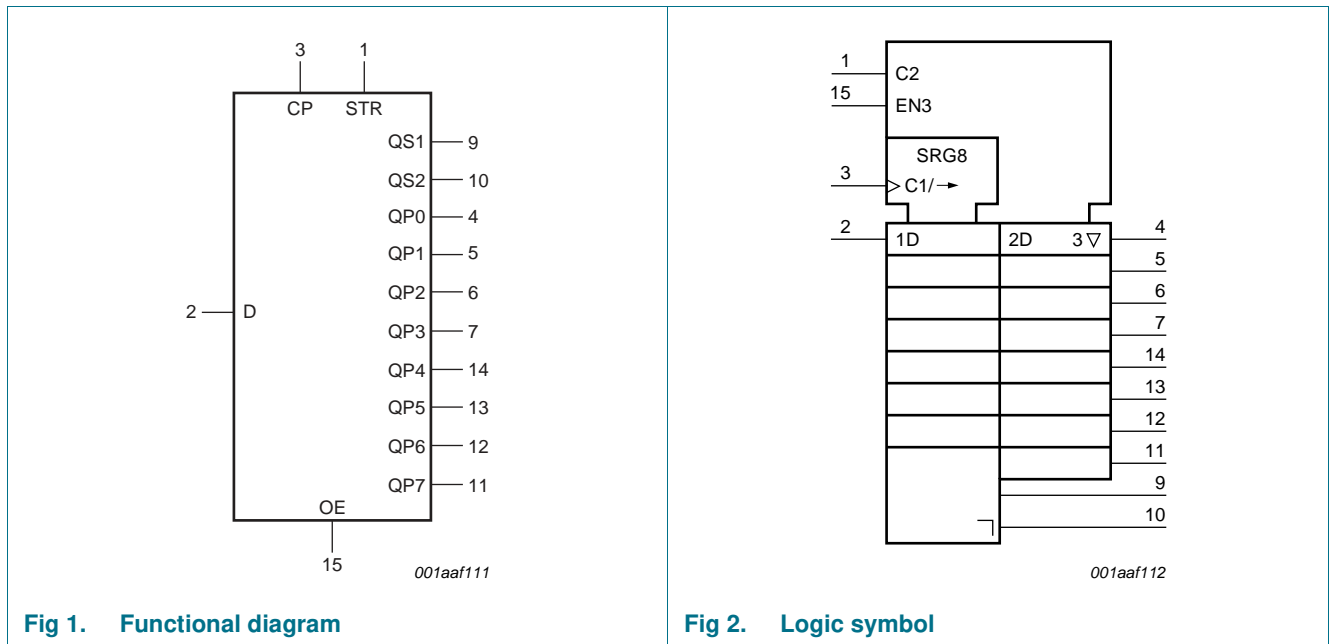 3 1
CP STR
QS1 9
QS2 10
QP0 4
QP1 5
QP2 6
QP3 7
2 D
QP4 14
QP5 13
QP6 12
QP7 11
OE
15
001aaf111
Fig 1. Functional diagram
1 C2
15 EN3
SRG8
3 C1/→
2 1D 2D 3 ▽ 4
5
6
7
14
13
12
11
9
10
001aaf112
Fig 2. Logic symbol